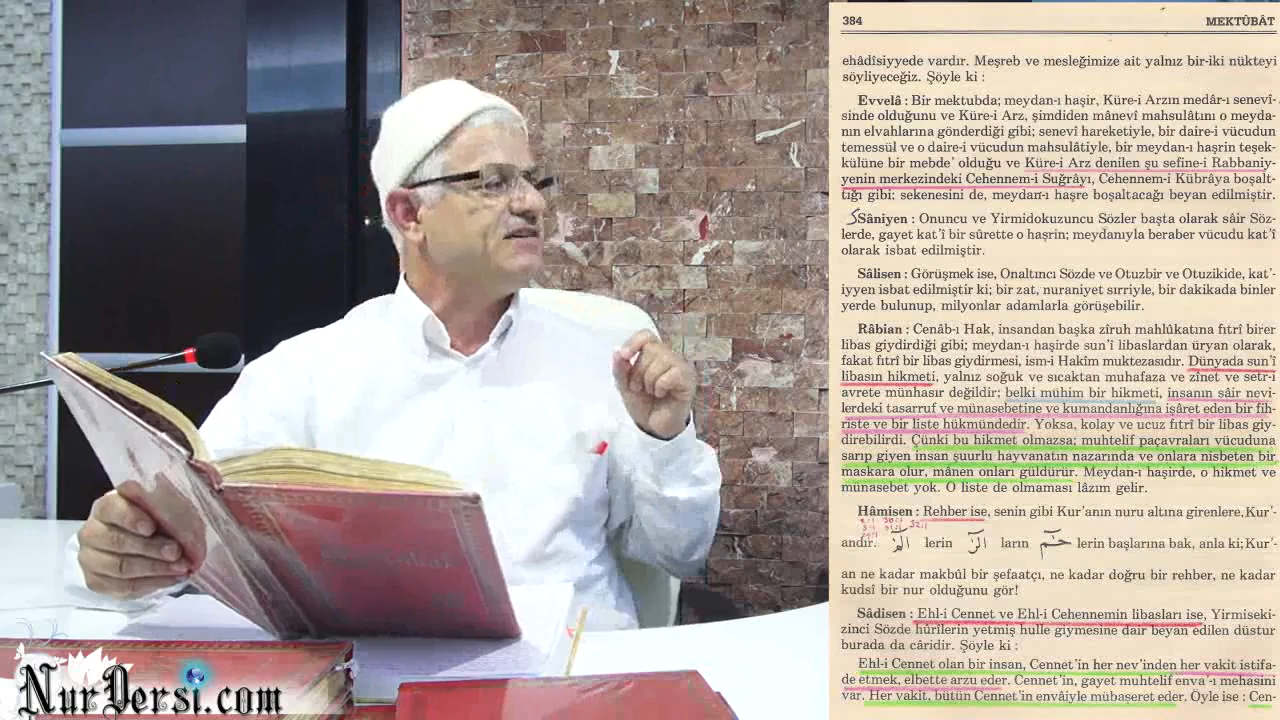 384
MEKTÛBÂT
ehâdîsiyyede vardır. Meşreb ve mesleğimize ait yalnız bir-iki nükteyi
söyliyeceğiz. Şöyle ki :
Evvelâ : Bir mektubda; meydan-ı haşir, Küre-i Arzın medâr-ı senevî-
sinde olduğunu ve Küre-i Arz, şimdiden mânevî mahsulâtını o meyda-
nın elvahlarına gönderdiği gibi; senevî hareketiyle, bir daire-i vücudun
temessül ve o daire-i vücudun mahsulâtiyle, bir meydan-ı haşrin teşek-
külüne bir mebde' olduğu ve Küre-i Arz denilen şu sefine-i Rabbaniy-
yenin merkezindeki Cehennem-i Suğrâyı, Cehennem-i Kübrâya boşalt-
tığı gibi; sekenesini de, meydan-ı haşre boşaltacağı beyan edilmiştir.
Sâniyen : Onuncu ve Yirmidokuzuncu Sözler başta olarak sâir Söz-
lerde, gayet kat'î bir sûrette o haşrin; meydanıyla beraber vücudu kat'î
olarak isbat edilmiştir.
Sâlisen : Görüşmek ise, Onaltıncı Sözde ve Otuzbir ve Otuzikide, kat'-
iyyen isbat edilmiştir ki; bir zat, nuraniyet sırriyle, bir dakikada binler
yerde bulunup, milyonlar adamlarla görüşebilir.
Râbian : Cenâb-ı Hak, insandan başka zîruh mahlûkatına fıtrî birer
libas giydirdiği gibi; meydan-ı haşirde sun'î libaslardan üryan olarak,
fakat fıtrî bir libas giydirmesi, ism-i Hakîm muktezasıdır. Dünyada sun'î
libasın hikmeti, yalnız soğuk ve sıcaktan muhafaza ve zînet ve setr-i
avrete münhasır değildir; belki mühim bir hikmeti, insanın sâir nevi-
lerdeki tasarruf ve münasebetine ve kumandanlığına işâret eden bir fih-
riste ve bir liste hükmündedir. Yoksa, kolay ve ucuz fıtrî bir libas giy-
direbilirdi. Çünki bu hikmet olmazsa; muhtelif paçavraları vücuduna
sarıp giyen insan şuurlu hayvanatın nazarında ve onlara nisbeten bir
maskara olur, mânen onları güldürür. Meydan-ı haşirde, o hikmet ve
münasebet yok. O liste de olmaması lâzım gelir.
Hâmisen : Rehber ise, senin gibi Kur'anın nuru altına girenlere, Kur'-
andır. الٓمٓ lerin الٓرٰ ların حٰمٓ lerin başlarına bak, anla ki; Kur'-
an ne kadar makbûl bir şefaatçı, ne kadar doğru bir rehber, ne kadar
kudsî bir nur olduğunu gör!
Sâdisen : Ehl-i Cennet ve Ehl-i Cehennemin libasları ise, Yirmiseki-
zinci Sözde hûrîlerin yetmiş hulle giymesine dair beyan edilen düstur
burada da câridir. Şöyle ki :
Ehl-i Cennet olan bir insan, Cennet'in her nev'inden her vakit istifa-
de etmek, elbette arzu eder. Cennet'in, gayet muhtelif enva -ı mehasini
var. Her vakit, bütün Cennet'in envâiyle mübaşeret eder. Öyle ise : Cen-
NurDersi.com